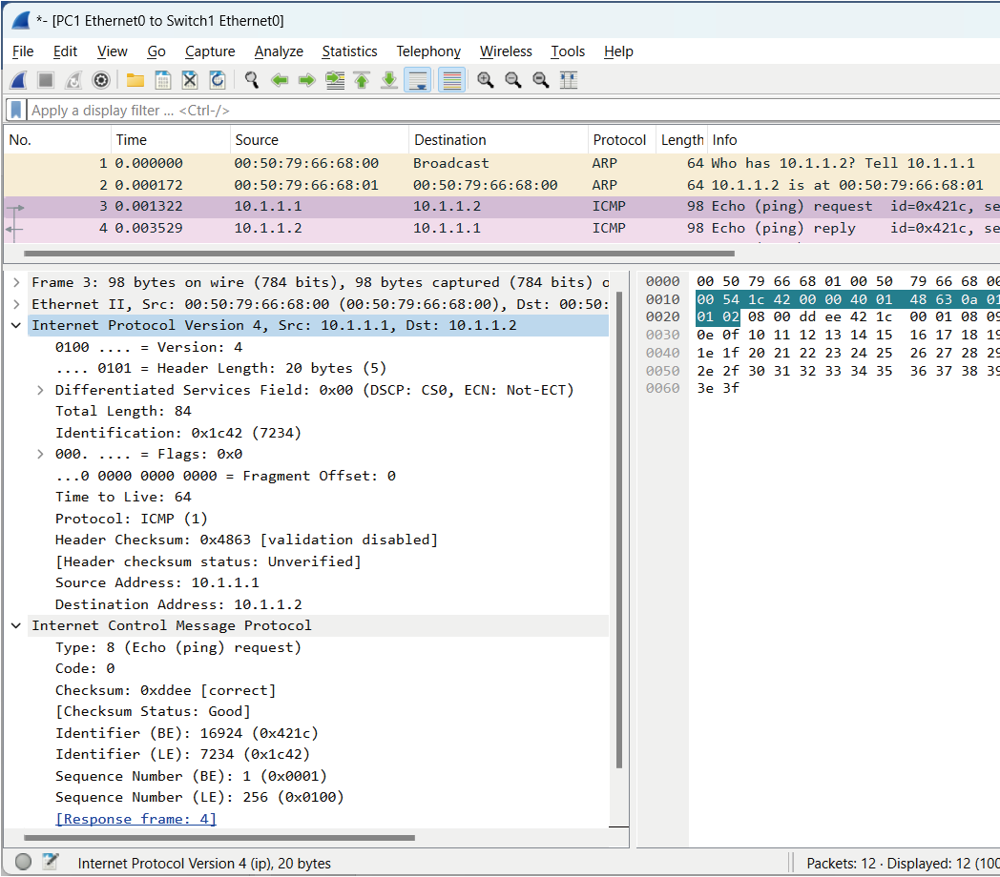 *- [PC1 Ethernet0 to Switch1 Ethernet0]
File Edit View Go Capture Analyze Statistics Telephony Wireless Tools Help
Apply a display filter ... <Ctrl-/>
No. Time Source Destination Protocol Length Info
1 0.000000 00:50:79:66:68:00 Broadcast ARP 64 Who has 10.1.1.2? Tell 10.1.1.1
2 0.000172 00:50:79:66:68:01 00:50:79:66:68:00 ARP 64 10.1.1.2 is at 00:50:79:66:68:01
3 0.001322 10.1.1.1 10.1.1.2 ICMP 98 Echo (ping) request id=0x421c, se
4 0.003529 10.1.1.2 10.1.1.1 ICMP 98 Echo (ping) reply id=0x421c, se
Frame 3: 98 bytes on wire (784 bits), 98 bytes captured (784 bits) o
Ethernet II, Src: 00:50:79:66:68:00 (00:50:79:66:68:00), Dst: 00:50:
Internet Protocol Version 4, Src: 10.1.1.1, Dst: 10.1.1.2
0100 .... = Version: 4
.... 0101 = Header Length: 20 bytes (5)
Differentiated Services Field: 0x00 (DSCP: CS0, ECN: Not-ECT)
Total Length: 84
Identification: 0x1c42 (7234)
000. .... = Flags: 0x0
...0 0000 0000 0000 = Fragment Offset: 0
Time to Live: 64
Protocol: ICMP (1)
Header Checksum: 0x4863 [validation disabled]
[Header checksum status: Unverified]
Source Address: 10.1.1.1
Destination Address: 10.1.1.2
Internet Control Message Protocol
Type: 8 (Echo (ping) request)
Code: 0
Checksum: 0xddee [correct]
[Checksum Status: Good]
Identifier (BE): 16924 (0x421c)
Identifier (LE): 7234 (0x1c42)
Sequence Number (BE): 1 (0x0001)
Sequence Number (LE): 256 (0x0100)
[Response frame: 4]
0000 00 50 79 66 68 01 00 50 79 66 68 00
0010 00 54 1c 42 00 00 40 01 48 63 0a 01
0020 01 02 08 00 dd ee 42 1c 00 01 08 09
0030 0e 0f 10 11 12 13 14 15 16 17 18 19
0040 1e 1f 20 21 22 23 24 25 26 27 28 29
0050 2e 2f 30 31 32 33 34 35 36 37 38 39
0060 3e 3f
Internet Protocol Version 4 (ip), 20 bytes
Packets: 12 · Displayed: 12 (100